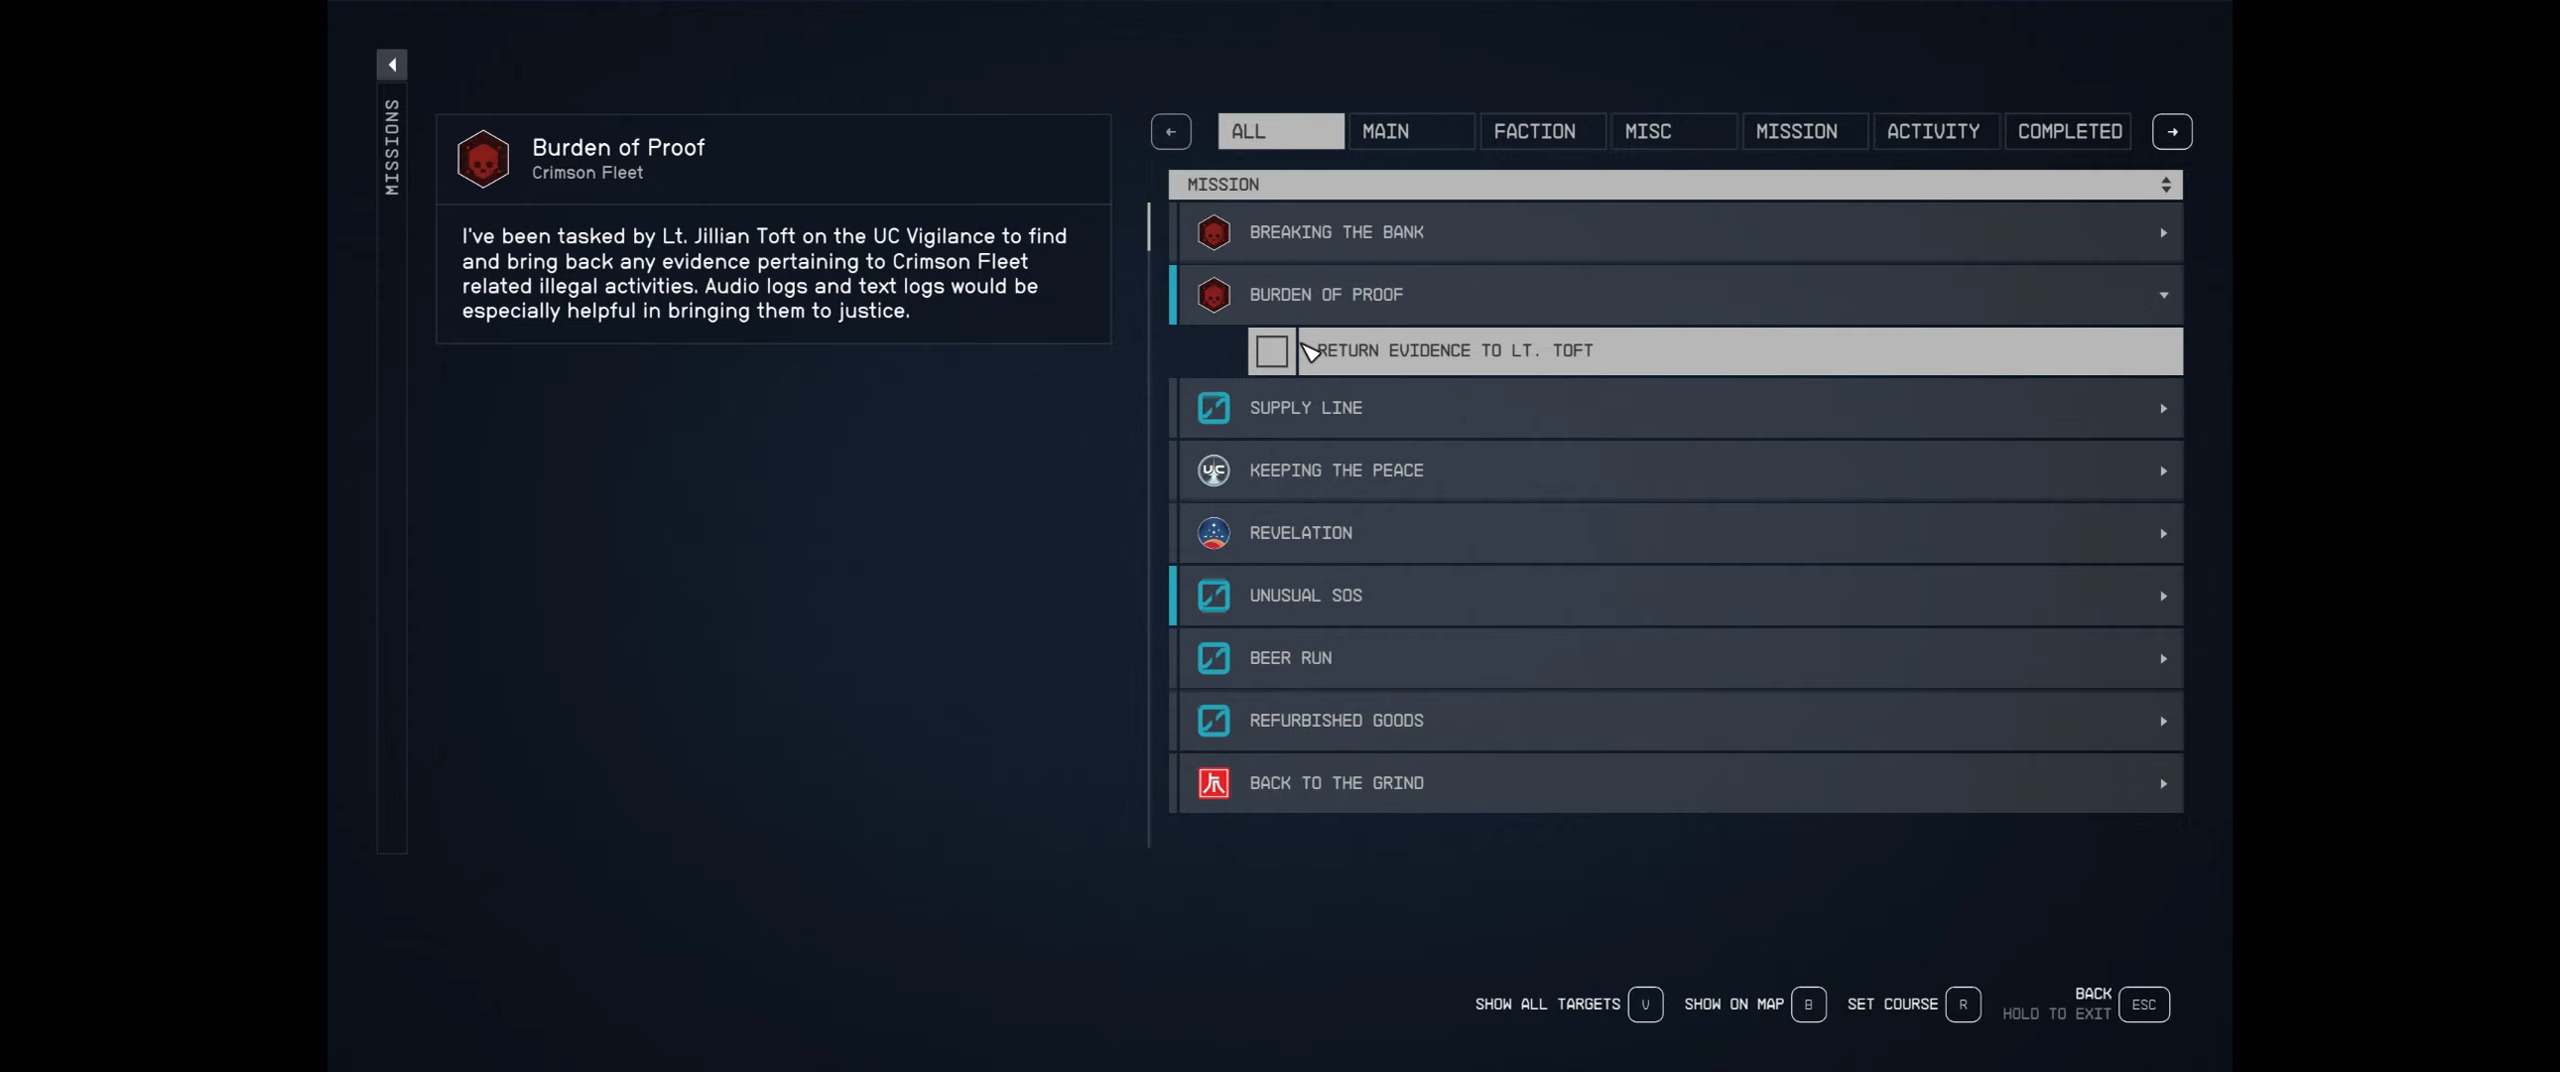 MISSIONS
Burden of Proof
Crimson Fleet
I've been tasked by Lt. Jillian Toft on the UC Vigilance to find
and bring back any evidence pertaining to Crimson Fleet
related illegal activities. Audio logs and text logs would be
especially helpful in bringing them to justice.
ALL MAIN FACTION MISC MISSION ACTIVITY COMPLETED
MISSION
BREAKING THE BANK
BURDEN OF PROOF
RETURN EVIDENCE TO LT. TOFT
SUPPLY LINE
UC KEEPING THE PEACE
REVELATION
UNUSUAL SOS
BEER RUN
REFURBISHED GOODS
BACK TO THE GRIND
SHOW ALL TARGETS V SHOW ON MAP B SET COURSE R BACK ESC
HOLD TO EXIT